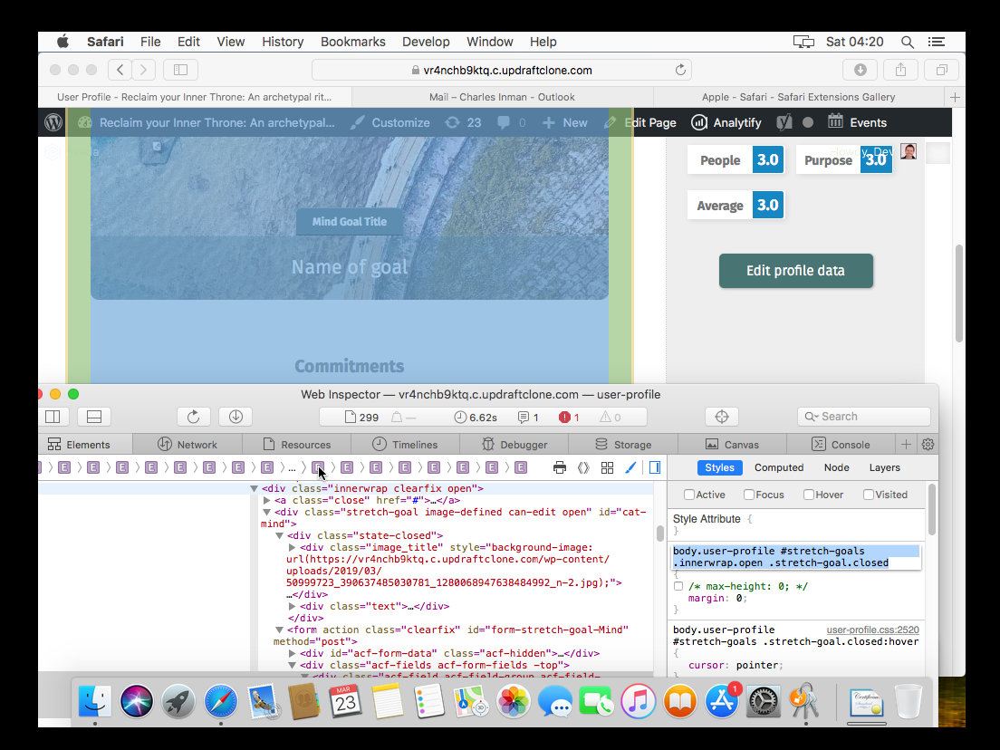 Safari File Edit View History Bookmarks Develop Window Help Sat 04:20
vr4nchb9ktq.c.updraftclone.com
User Profile - Reclaim your Inner Throne: An archetypal rit... Mail – Charles Inman - Outlook Apple - Safari - Safari Extensions Gallery
Reclaim your Inner Throne: An archetypal... Customize 23 0 New Edit Page Analytify Events
Howdy, Dev
People 3.0 Purpose 3.0
Average 3.0
Mind Goal Title
Name of goal
Edit profile data
Commitments
Web Inspector — vr4nchb9ktq.c.updraftclone.com — user-profile
299 — 6.62s 1 1 0 Search
Elements Network Resources Timelines Debugger Storage Canvas Console
E E E E E E E E ... E E E E E E E E
Styles Computed Node Layers
<div class="innerwrap clearfix open">
<a class="close" href="#">…</a>
<div class="stretch-goal image-defined can-edit open" id="cat-
mind">
<div class="state-closed">
<div class="image_title" style="background-image:
url(https://vr4nchb9ktq.c.updraftclone.com/wp-content/
uploads/2019/03/
50999723_390637485030781_1280068947638484992_n-2.jpg);">
…</div>
<div class="text">…</div>
</div>
<form action class="clearfix" id="form-stretch-goal-Mind"
method="post">
<div id="acf-form-data" class="acf-hidden">…</div>
<div class="acf-fields acf-form-fields -top">
<div class="acf-field acf-field-group acf-field-
Active Focus Hover Visited
Style Attribute {
}
body.user-profile #stretch-goals
.innerwrap.open .stretch-goal.closed
{
/* max-height: 0; */
margin: 0;
}
body.user-profile user-profile.css:2520
#stretch-goals .stretch-goal.closed:hover
{
cursor: pointer;
}
MAR
23
3D
1